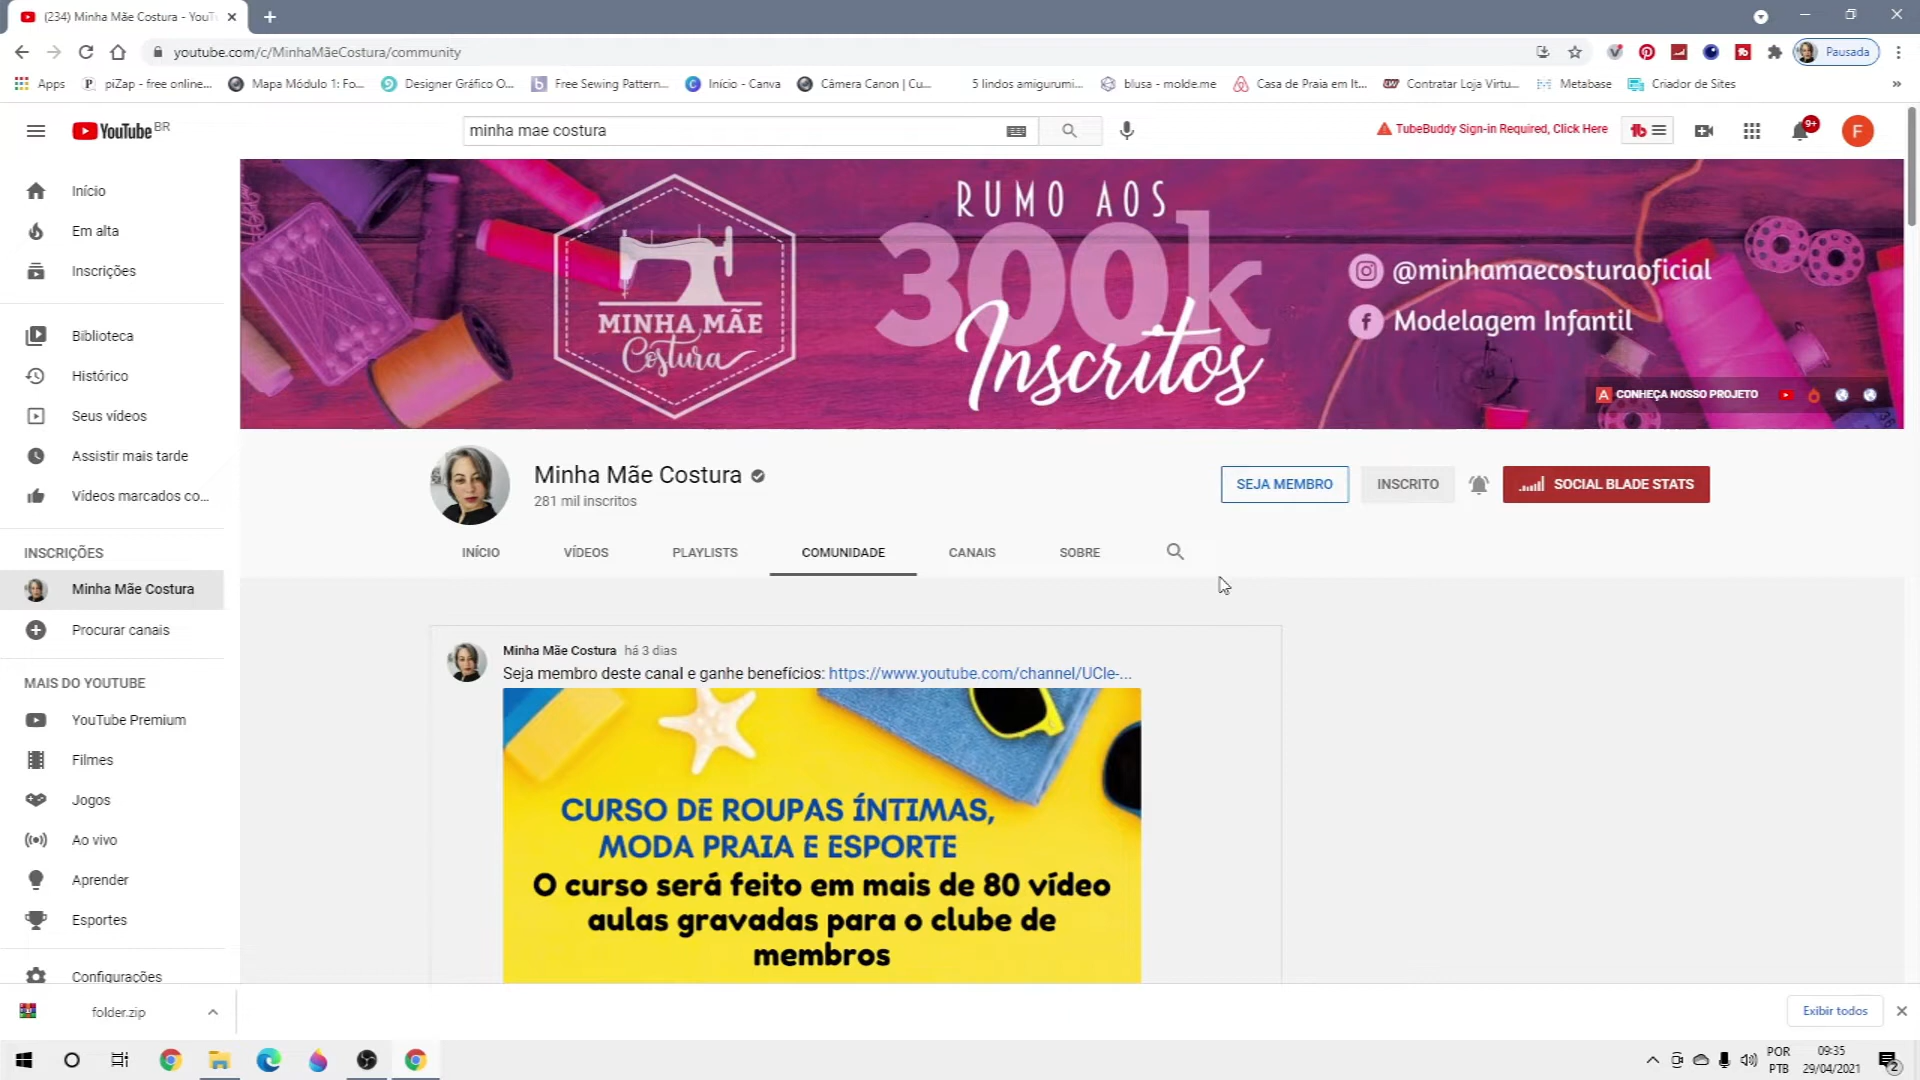 (234) Minha Mãe Costura - YouT
youtube.com/c/MinhaMãeCostura/community
Pausada
Apps
piZap - free online...
Mapa Módulo 1: Fo...
Designer Gráfico O...
Free Sewing Pattern...
Início - Canva
Câmera Canon | Cu...
5 lindos amigurumi...
blusa - molde.me
Casa de Praia em It...
Contratar Loja Virtu...
Metabase
Criador de Sites
»
YouTube BR
minha mae costura
TubeBuddy Sign-in Required, Click Here
tb
9+
F
Início
Em alta
Inscrições
Biblioteca
Histórico
Seus vídeos
Assistir mais tarde
Vídeos marcados co...
INSCRIÇÕES
Minha Mãe Costura
Procurar canais
MAIS DO YOUTUBE
YouTube Premium
Filmes
Jogos
Ao vivo
Aprender
Esportes
Configurações
MINHA MÃE
Costura
RUMO AOS
300k
Inscritos
@minhamaecosturaoficial
Modelagem Infantil
CONHEÇA NOSSO PROJETO
Minha Mãe Costura
281 mil inscritos
SEJA MEMBRO
INSCRITO
SOCIAL BLADE STATS
INÍCIO
VÍDEOS
PLAYLISTS
COMUNIDADE
CANAIS
SOBRE
Minha Mãe Costura há 3 dias
Seja membro deste canal e ganhe benefícios: https://www.youtube.com/channel/UCle-...
CURSO DE ROUPAS ÍNTIMAS,
MODA PRAIA E ESPORTE
O curso será feito em mais de 80 vídeo
aulas gravadas para o clube de
membros
folder.zip
Exibir todos
POR
PTB
09:35
29/04/2021
2